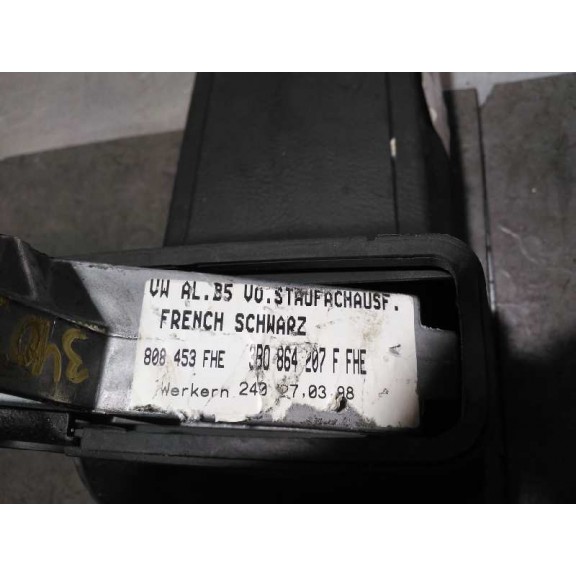 VW AL.B5 VO.STAUFACHAUSF.
FRENCH SCHWARZ
808 453 FHE 3B0 864 207 F FHE
Werkern 240 27.03.98